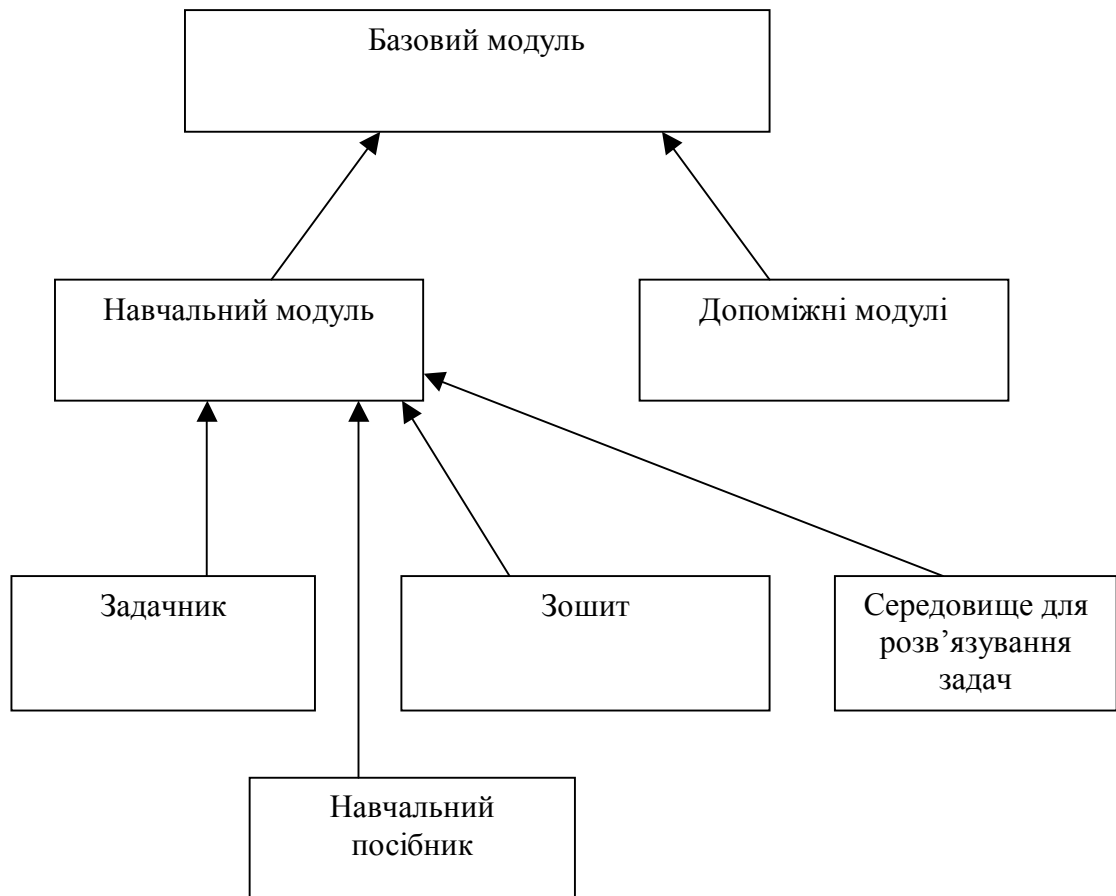 Базовий модуль
Навчальний модуль
Допоміжні модулі
Задачник
Зошит
Середовище для
розв’язування
задач
Навчальний
посібник